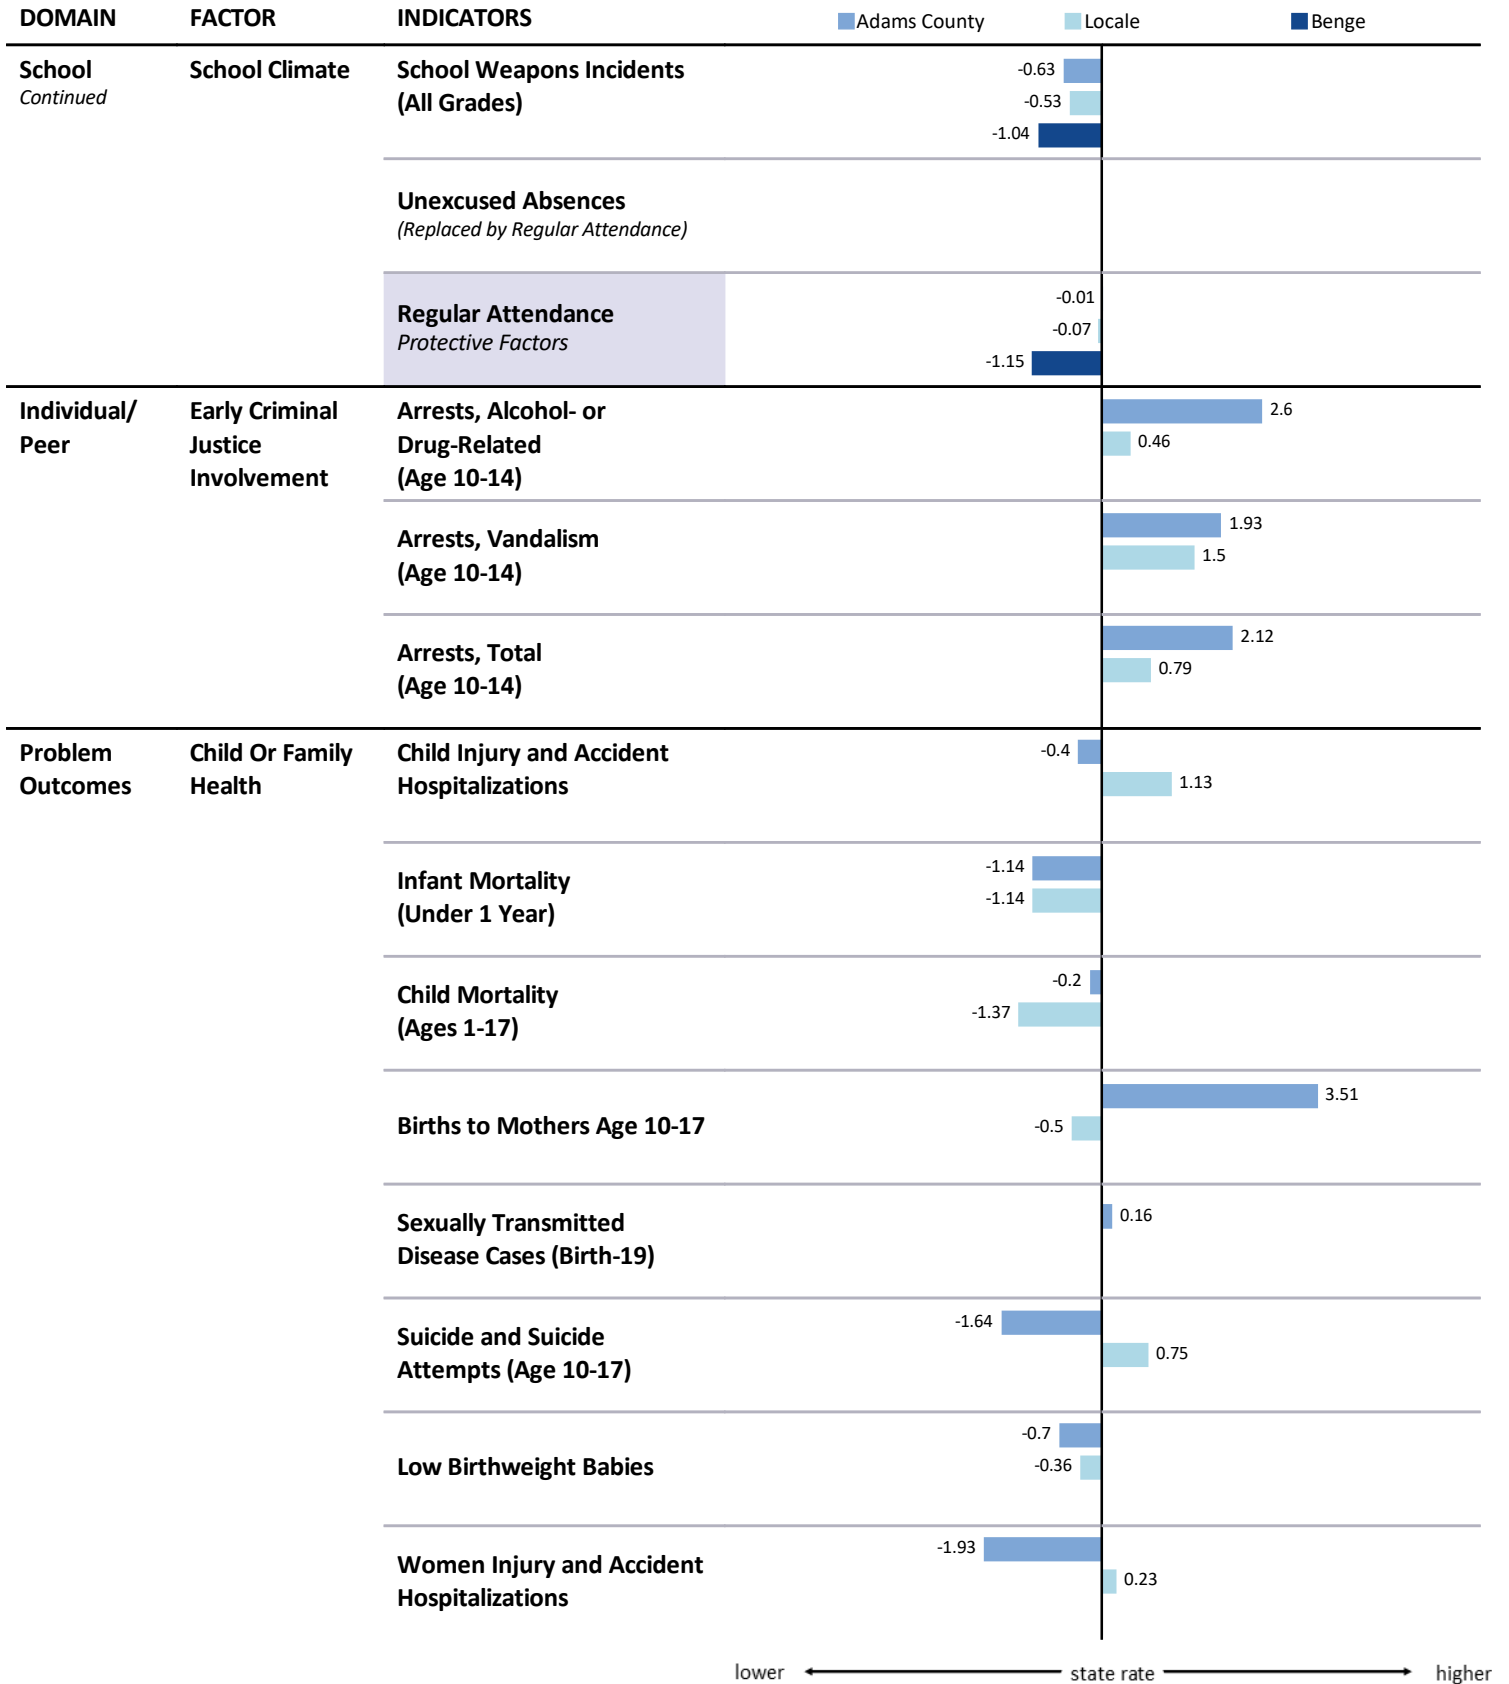 DOMAIN FACTOR INDICATORS Adams County Locale Benge
School School Climate School Weapons Incidents -0.63
Continued (All Grades) -0.53
-1.04
Unexcused Absences
(Replaced by Regular Attendance)
-0.01
Regular Attendance -0.07
Protective Factors -1.15
Individual/ Early Criminal Arrests, Alcohol- or 2.6
Peer Justice Drug-Related 0.46
Involvement (Age 10-14)
Arrests, Vandalism 1.93
(Age 10-14) 1.5
Arrests, Total 2.12
(Age 10-14) 0.79
Problem Child Or Family Child Injury and Accident -0.4
Outcomes Health Hospitalizations 1.13
Infant Mortality -1.14
(Under 1 Year) -1.14
Child Mortality -0.2
(Ages 1-17) -1.37
3.51
Births to Mothers Age 10-17 -0.5
Sexually Transmitted 0.16
Disease Cases (Birth-19)
Suicide and Suicide -1.64
Attempts (Age 10-17) 0.75
-0.7
Low Birthweight Babies -0.36
Women Injury and Accident -1.93
Hospitalizations 0.23
lower state rate higher